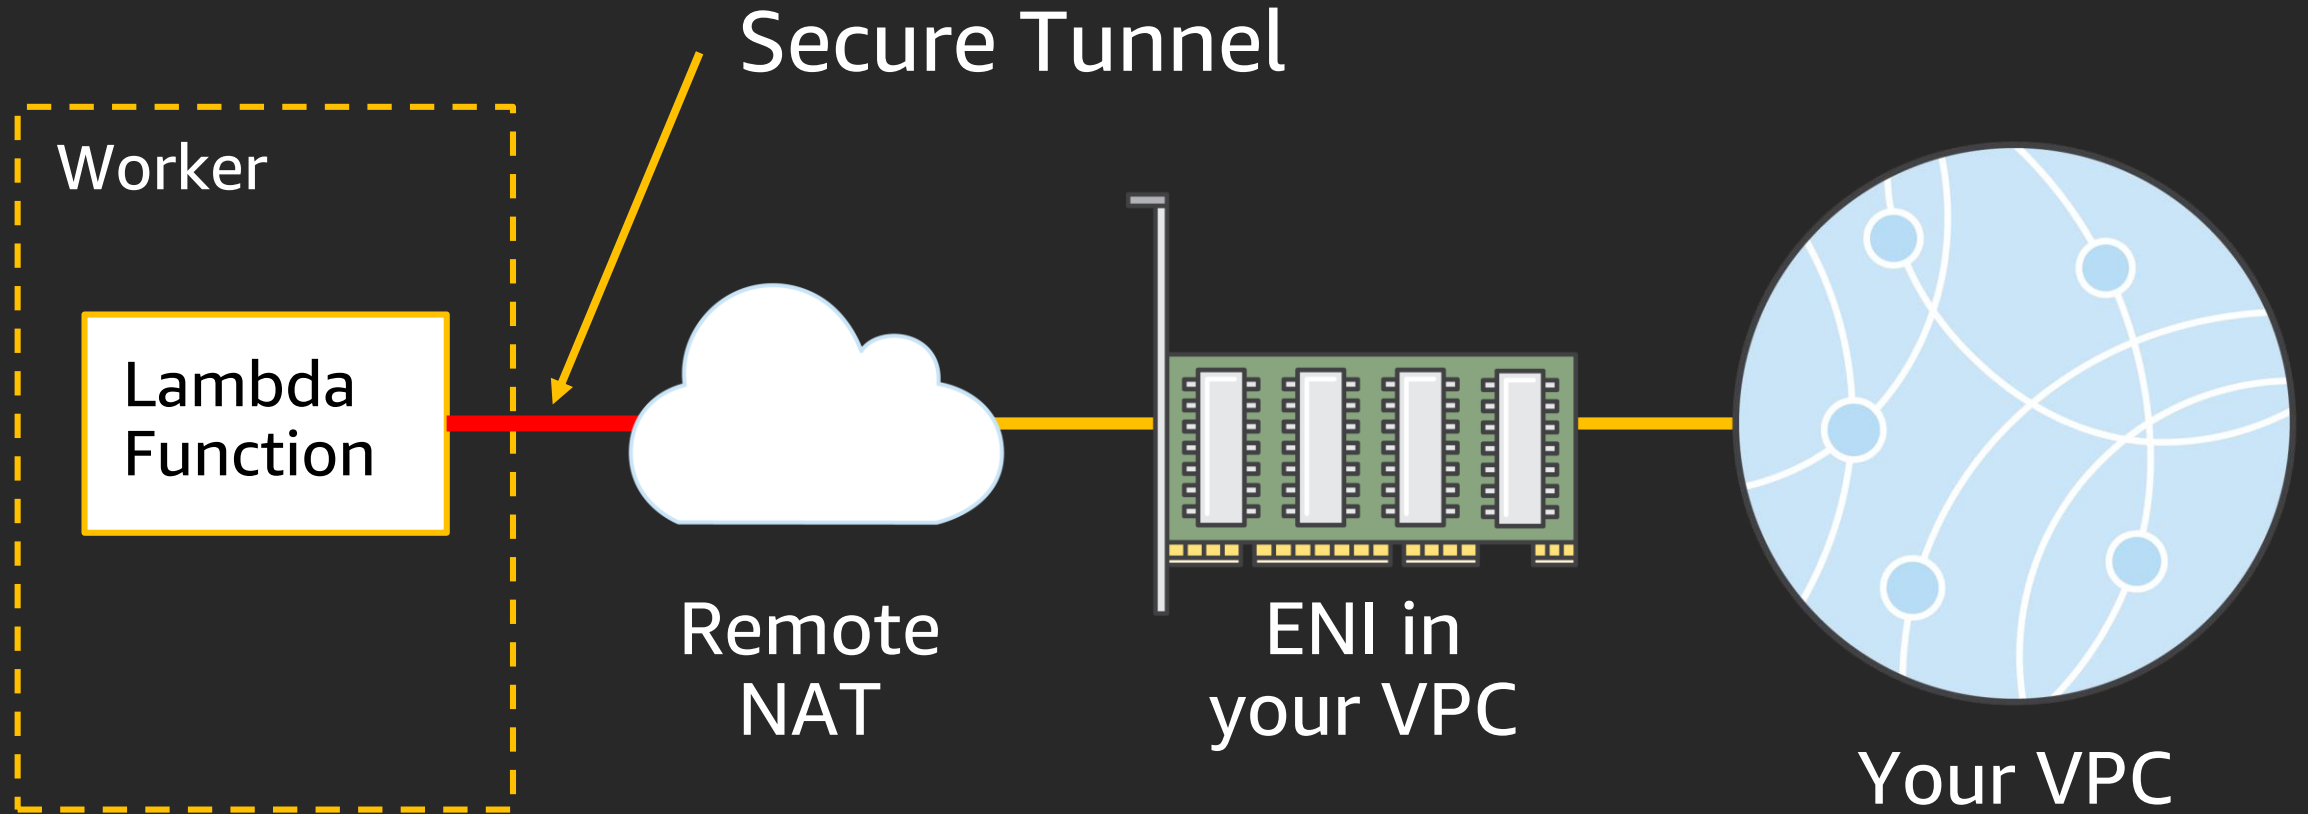 Secure Tunnel
Worker
Lambda
Function
Remote
NAT
ENI in
your VPC
Your VPC